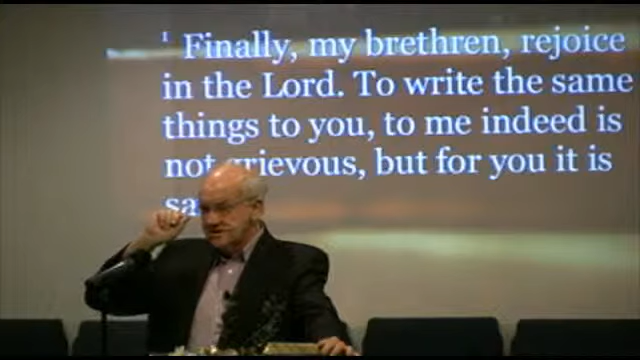 1 Finally, my brethren, rejoice
in the Lord. To write the same
things to you, to me indeed is
not grievous, but for you it is